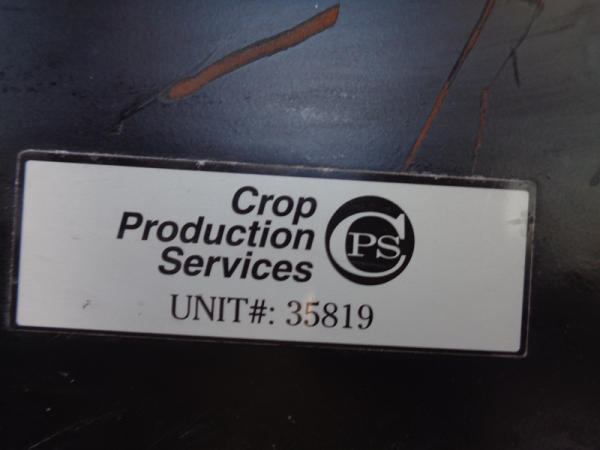 Crop
Production
Services
CPS
UNIT#: 35819